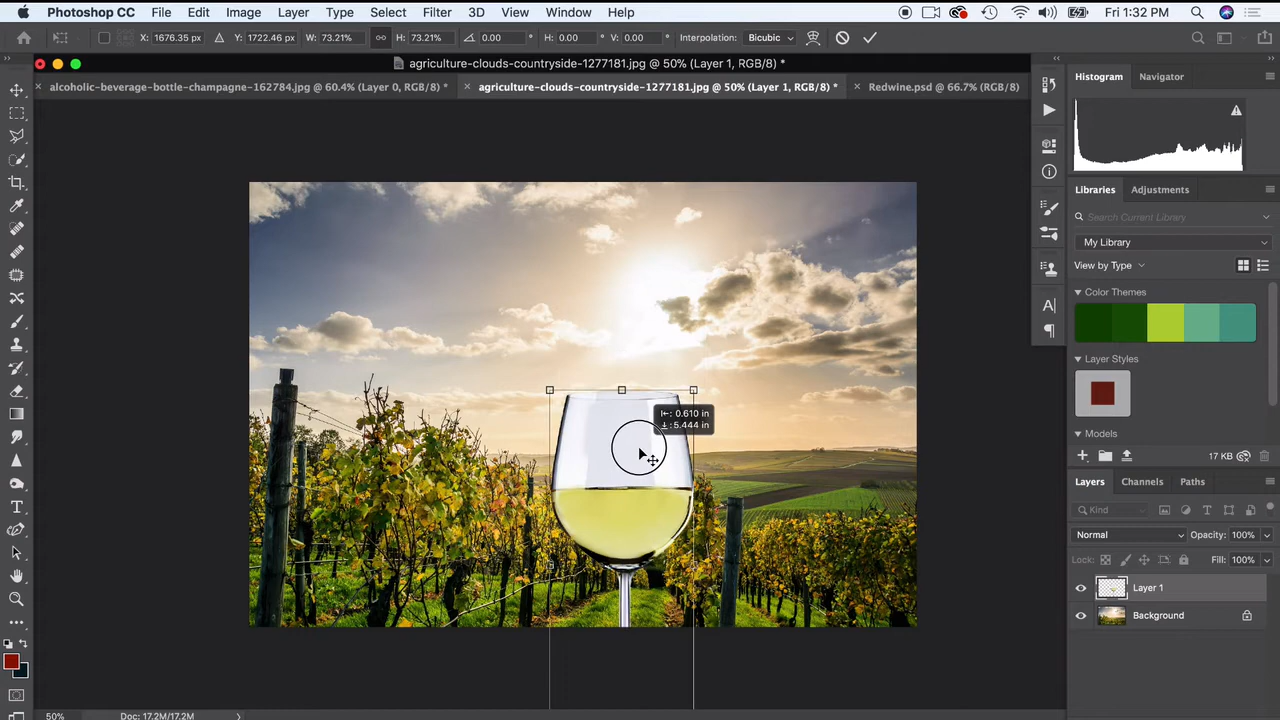 Photoshop CC File Edit Image Layer Type Select Filter 3D View Window Help Fri 1:32 PM
X: 1676.35 px Y: 1722.46 px W: 73.21% H: 73.21% 0.00 ° H: 0.00 ° V: 0.00 ° Interpolation: Bicubic
agriculture-clouds-countryside-1277181.jpg @ 50% (Layer 1, RGB/8) *
alcoholic-beverage-bottle-champagne-162784.jpg @ 60.4% (Layer 0, RGB/8) * agriculture-clouds-countryside-1277181.jpg @ 50% (Layer 1, RGB/8) * Redwine.psd @ 66.7% (RGB/8)
Histogram Navigator
Libraries Adjustments
Search Current Library
My Library
View by Type
Color Themes
Layer Styles
Models
17 KB
0.610 in
5.444 in
Layers Channels Paths
Kind
Normal Opacity: 100%
Lock: Fill: 100%
Layer 1
Background
50% Doc: 17.2M/17.2M